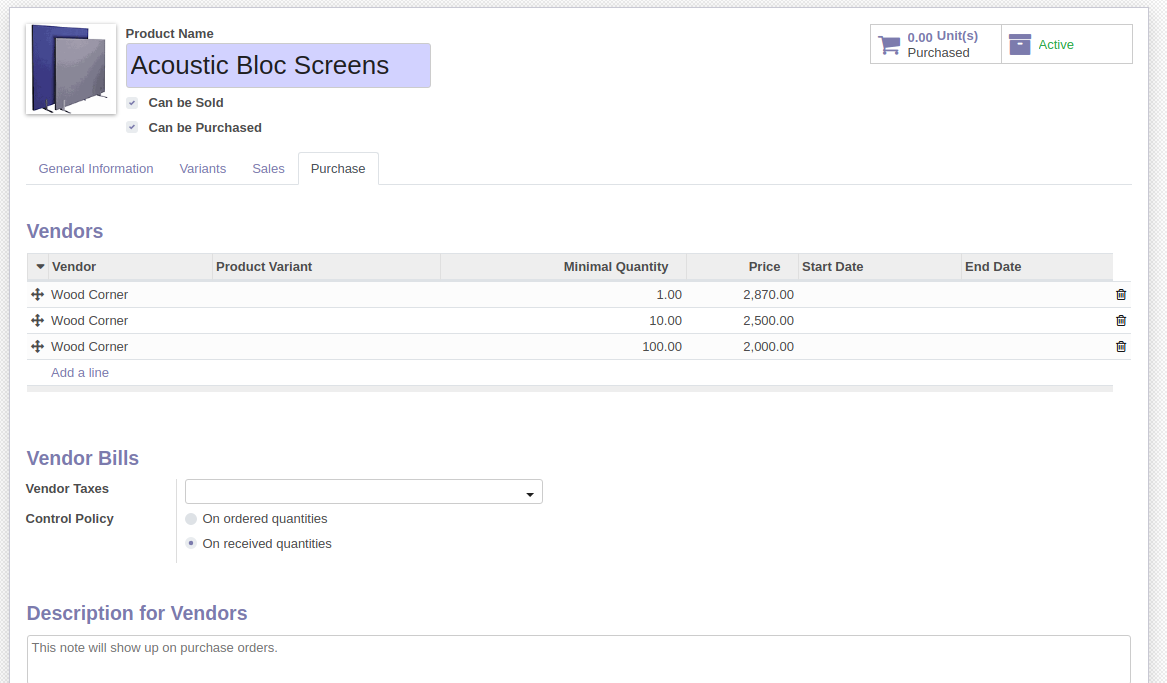 Product Name
Acoustic Bloc Screens
Can be Sold
Can be Purchased
0.00 Unit(s)
Purchased
Active
General Information Variants Sales Purchase
Vendors
Vendor Product Variant Minimal Quantity Price Start Date End Date
Wood Corner 1.00 2,870.00
Wood Corner 10.00 2,500.00
Wood Corner 100.00 2,000.00
Add a line
Vendor Bills
Vendor Taxes
Control Policy On ordered quantities
On received quantities
Description for Vendors
This note will show up on purchase orders.